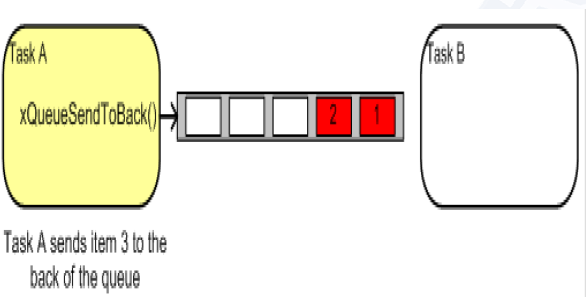 Task A
Task B
xQueueSendToBack()
2
1
Task A sends item 3 to the
back of the queue